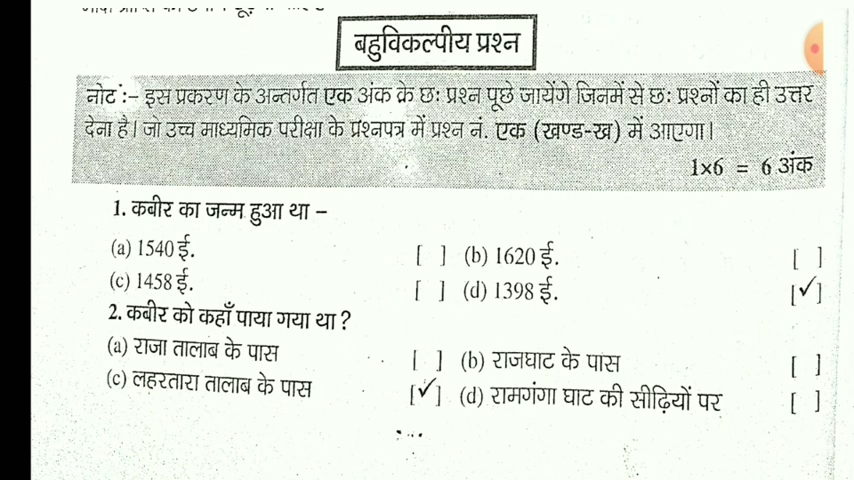 बहुविकल्पीय प्रश्न
नोट :– इस प्रकरण के अन्तर्गत एक अंक के छः प्रश्न पूछे जायेंगे जिनमें से छः प्रश्नों का ही उत्तर
देना है। जो उच्च माध्यमिक परीक्षा के प्रश्नपत्र में प्रश्न नं. एक (खण्ड-ख) में आएगा।
1×6 = 6 अंक
1. कबीर का जन्म हुआ था –
(a) 1540 ई. [ ] (b) 1620 ई. [ ]
(c) 1458 ई. [ ] (d) 1398 ई. [✓]
2. कबीर को कहाँ पाया गया था ?
(a) राजा तालाब के पास [ ] (b) राजघाट के पास [ ]
(c) लहरतारा तालाब के पास [✓] (d) रामगंगा घाट की सीढ़ियों पर [ ]